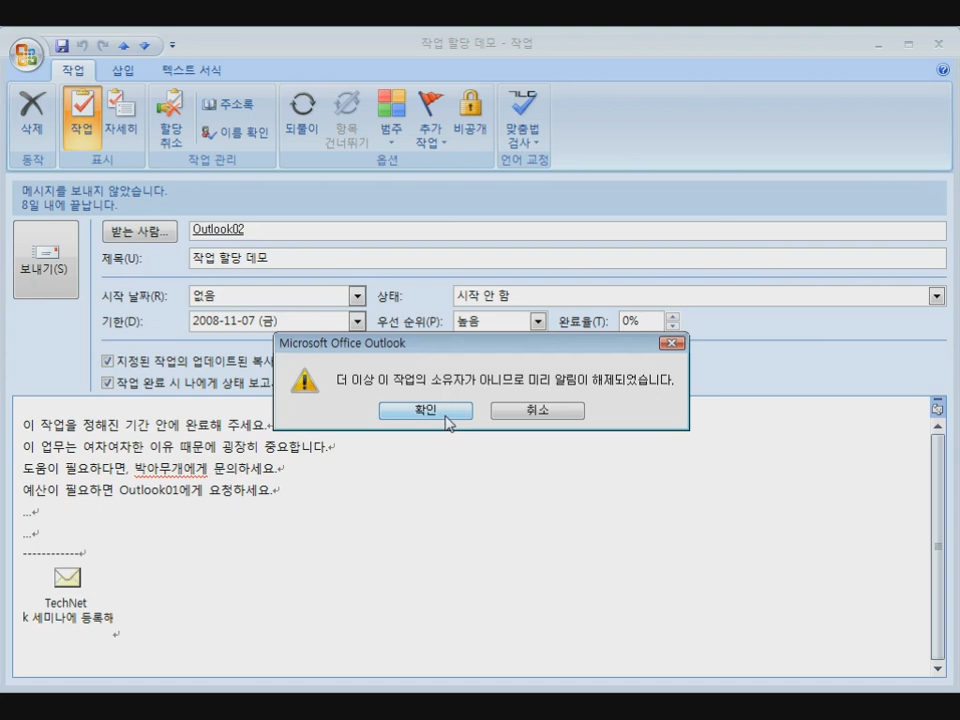 작업 할당 데모 - 작업
작업 삽입 텍스트 서식
삭제 작업 자세히 할당 취소 주소록 이름 확인 되풀이 항목 건너뛰기 범주 추가 작업 비공개 맞춤법 검사
동작 표시 작업 관리 옵션 언어 교정
메시지를 보내지 않았습니다.
8일 내에 끝납니다.
보내기(S)
받는 사람... Outlook02
제목(U): 작업 할당 데모
시작 날짜(R): 없음 상태: 시작 안 함
기한(D): 2008-11-07 (금) 우선 순위(P): 높음 완료율(T): 0%
지정된 작업의 업데이트된 복사
작업 완료 시 나에게 상태 보고
Microsoft Office Outlook
더 이상 이 작업의 소유자가 아니므로 미리 알림이 해제되었습니다.
확인 취소
이 작업을 정해진 기간 안에 완료해 주세요.
이 업무는 여자여자한 이유 때문에 굉장히 중요합니다.
도움이 필요하다면, 박아무개에게 문의하세요.
예산이 필요하면 Outlook01에게 요청하세요.
...
...
------------
TechNet
k 세미나에 등록해